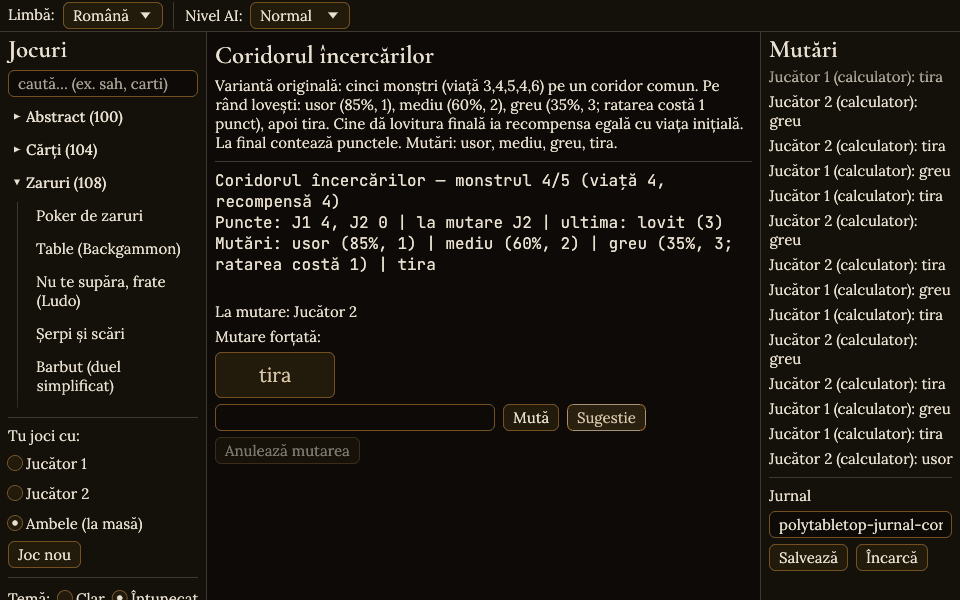 Limbă: Română ▼ Nivel AI: Normal ▼
Jocuri
caută... (ex. sah, carti)
▸ Abstract (100)
▸ Cărți (104)
▾ Zaruri (108)
Poker de zaruri
Table (Backgammon)
Nu te supăra, frate
(Ludo)
Șerpi și scări
Barbut (duel
simplificat)
Tu joci cu:
Jucător 1
Jucător 2
Ambele (la masă)
Joc nou
Temă: Clar Întunecat
Coridorul încercărilor
Variantă originală: cinci monștri (viață 3,4,5,4,6) pe un coridor comun. Pe
rând lovești: usor (85%, 1), mediu (60%, 2), greu (35%, 3; ratarea costă 1
punct), apoi tira. Cine dă lovitura finală ia recompensa egală cu viața inițială.
La final contează punctele. Mutări: usor, mediu, greu, tira.
Coridorul încercărilor — monstrul 4/5 (viață 4,
recompensă 4)
Puncte: J1 4, J2 0 | la mutare J2 | ultima: lovit (3)
Mutări: usor (85%, 1) | mediu (60%, 2) | greu (35%, 3;
ratarea costă 1) | tira
La mutare: Jucător 2
Mutare forțată:
tira
Mută Sugestie
Anulează mutarea
Mutări
Jucător 1 (calculator): tira
Jucător 2 (calculator):
greu
Jucător 2 (calculator): tira
Jucător 1 (calculator): greu
Jucător 1 (calculator): tira
Jucător 2 (calculator):
greu
Jucător 2 (calculator): tira
Jucător 1 (calculator): greu
Jucător 1 (calculator): tira
Jucător 2 (calculator):
greu
Jucător 2 (calculator): tira
Jucător 1 (calculator): greu
Jucător 1 (calculator): tira
Jucător 2 (calculator): usor
Jurnal
polytabletop-jurnal-cor
Salvează Încarcă